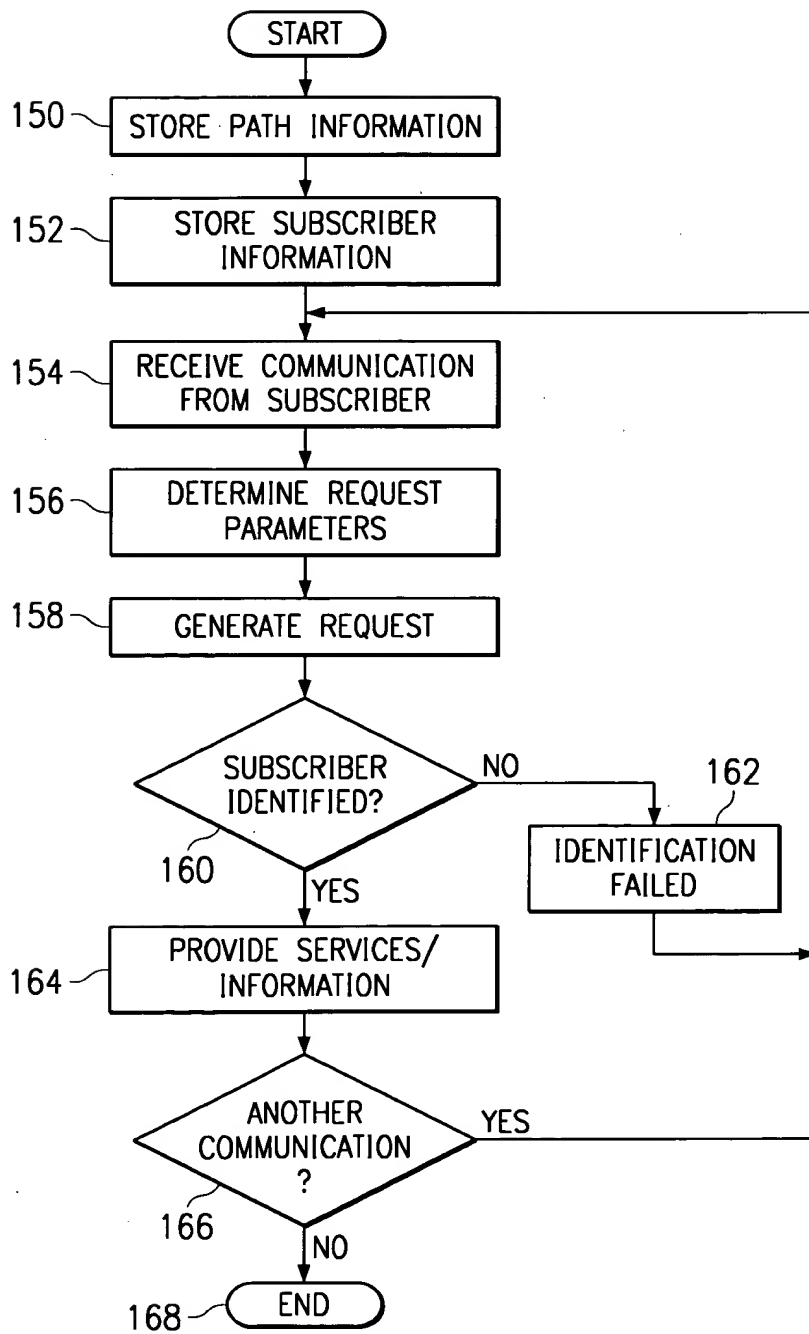 START
150
STORE PATH INFORMATION
152
STORE SUBSCRIBER
INFORMATION
154
RECEIVE COMMUNICATION
FROM SUBSCRIBER
156
DETERMINE REQUEST
PARAMETERS
158
GENERATE REQUEST
SUBSCRIBER
IDENTIFIED?
NO
160
YES
162
IDENTIFICATION
FAILED
164
PROVIDE SERVICES/
INFORMATION
ANOTHER
COMMUNICATION
?
YES
166
NO
168
END